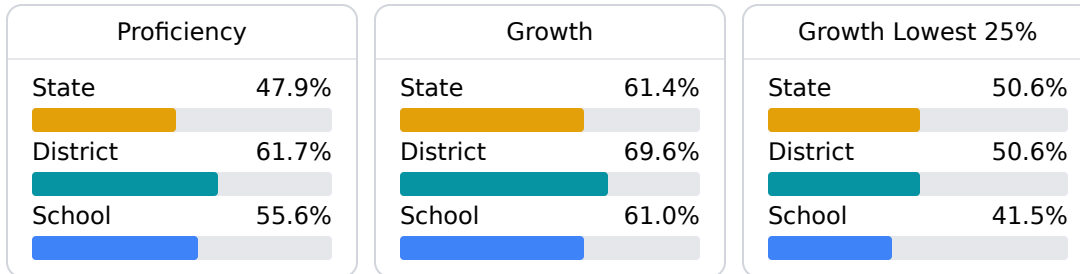 Proficiency
State 47.9%
District 61.7%
School 55.6%
Growth
State 61.4%
District 69.6%
School 61.0%
Growth Lowest 25%
State 50.6%
District 50.6%
School 41.5%